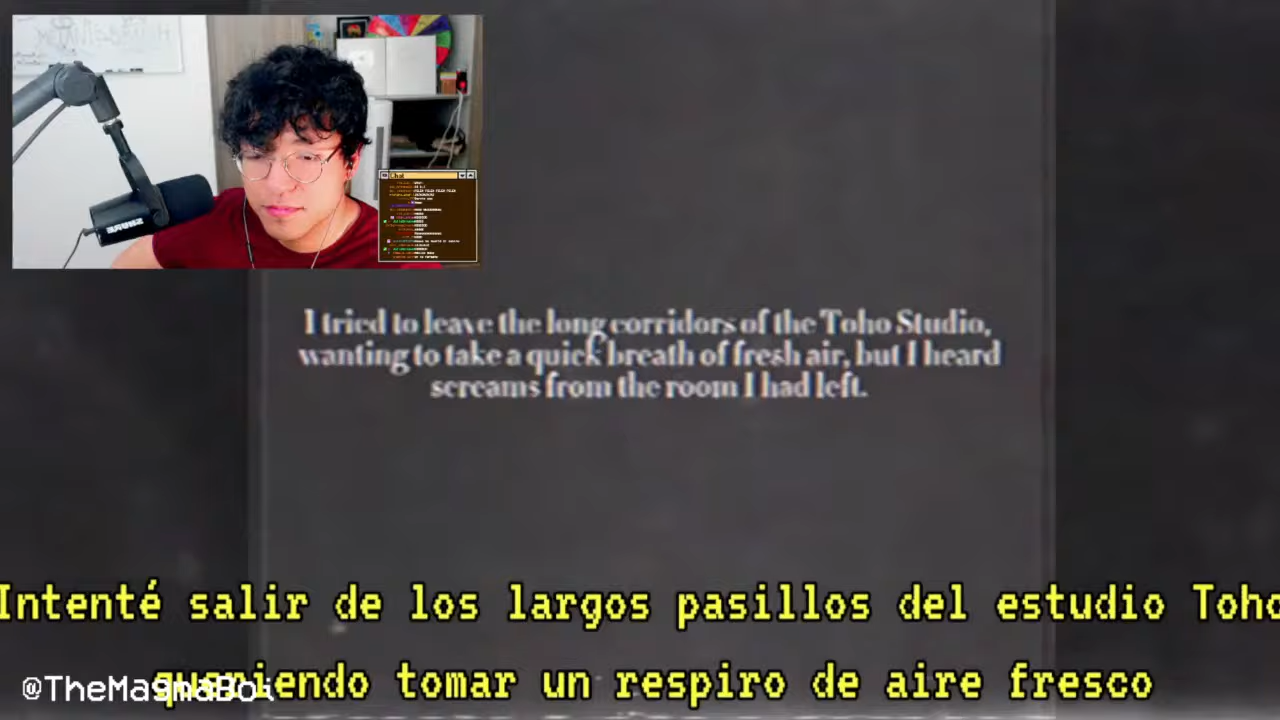 Chat
I tried to leave the long corridors of the Toho Studio,
wanting to take a quick breath of fresh air, but I heard
screams from the room I had left.
Intenté salir de los largos pasillos del estudio Toho
queriendo tomar un respiro de aire fresco
@TheMagmaBoi